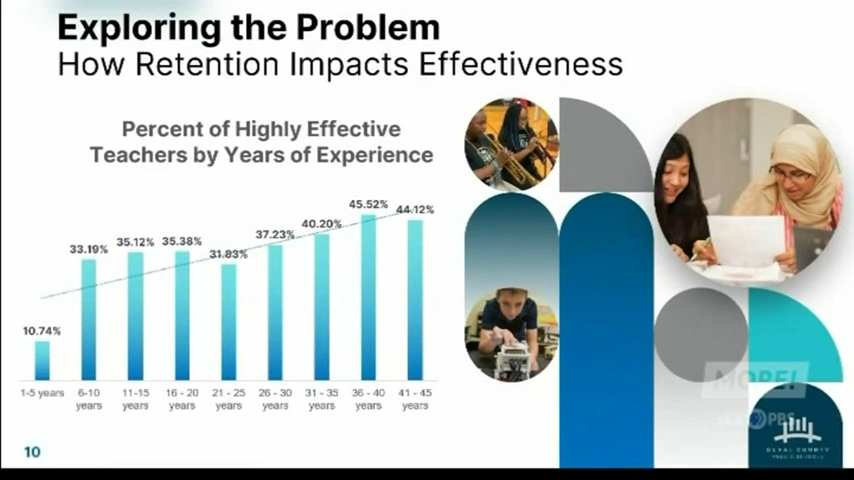 Exploring the Problem
How Retention Impacts Effectiveness
Percent of Highly Effective
Teachers by Years of Experience
10.74%
33.19%
35.12%
35.38%
31.83%
37.23%
40.20%
45.52%
44.12%
1-5 years
6-10
years
11-15
years
16 - 20
years
21 - 25
years
26 - 30
years
31 - 35
years
36 - 40
years
41 - 45
years
MORE!
PBS
DUVAL COUNTY
PUBLIC SCHOOLS
10